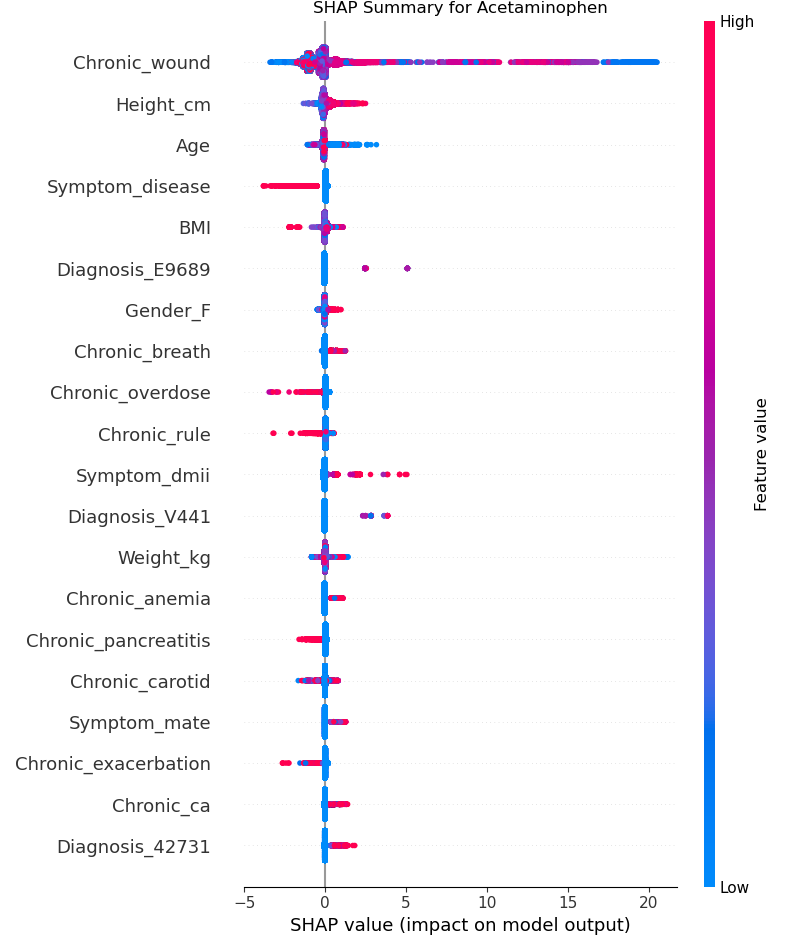 SHAP Summary for Acetaminophen
High
Chronic_wound
Height_cm
Age
Symptom_disease
BMI
Diagnosis_E9689
Gender_F
Chronic_breath
Chronic_overdose
Chronic_rule
Symptom_dmii
Diagnosis_V441
Weight_kg
Chronic_anemia
Chronic_pancreatitis
Chronic_carotid
Symptom_mate
Chronic_exacerbation
Chronic_ca
Diagnosis_42731
Feature value
Low
−5 0 5 10 15 20
SHAP value (impact on model output)